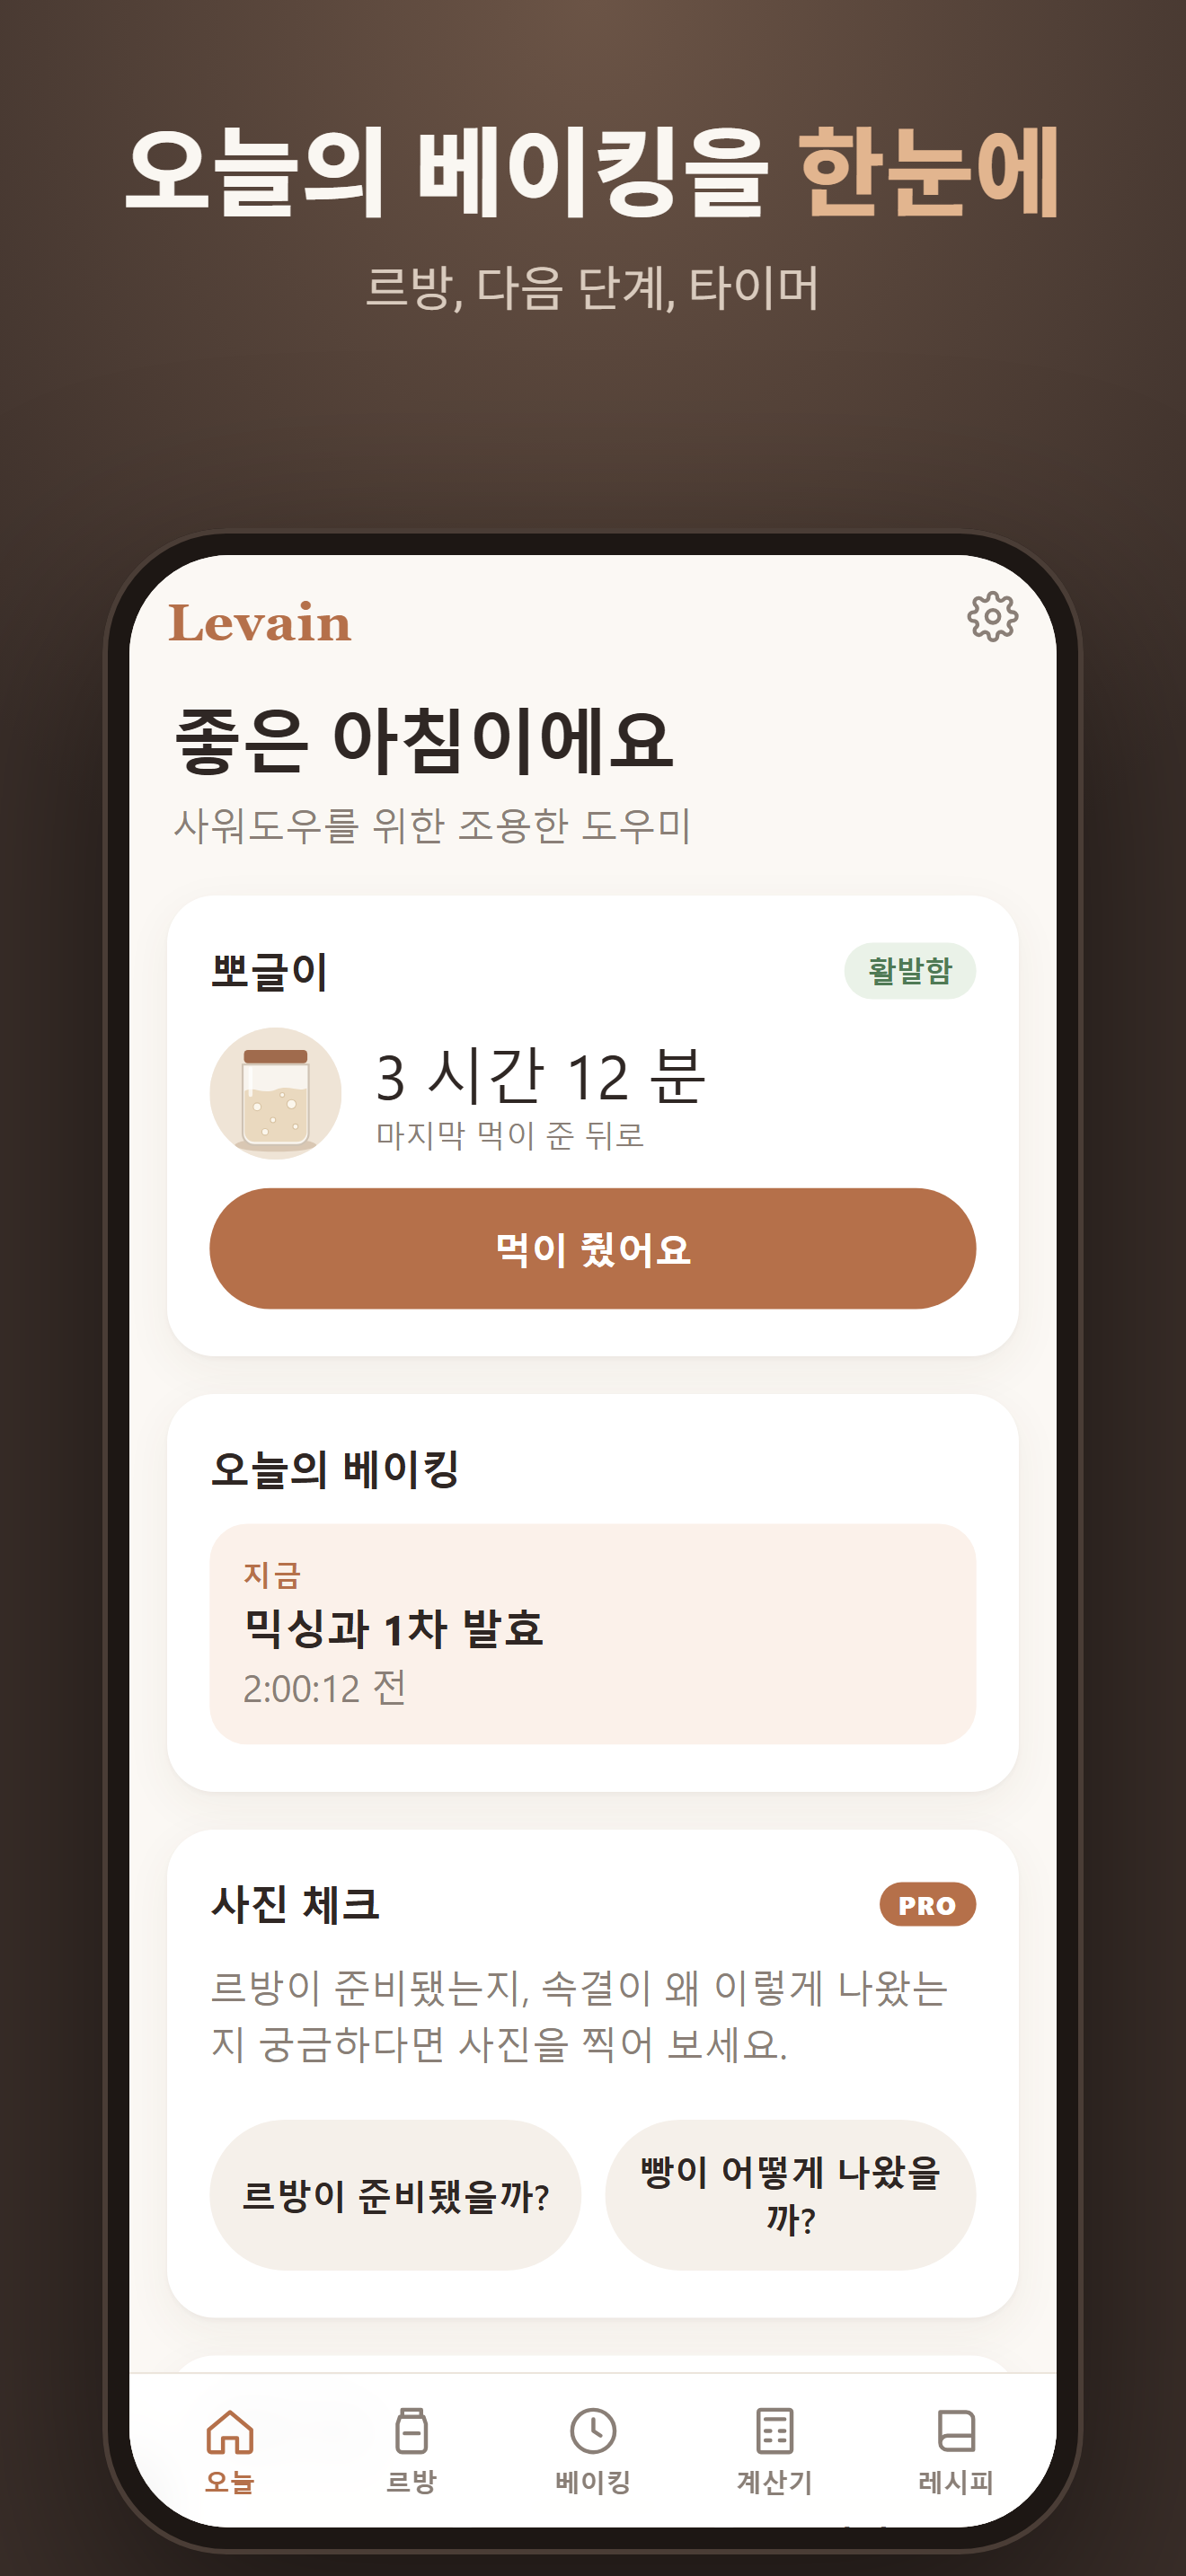 오늘의 베이킹을 한눈에
르방, 다음 단계, 타이머
Levain
좋은 아침이에요
사워도우를 위한 조용한 도우미
뽀글이
활발함
3 시간 12 분
마지막 먹이 준 뒤로
먹이 줬어요
오늘의 베이킹
지금
믹싱과 1차 발효
2:00:12 전
사진 체크
PRO
르방이 준비됐는지, 속결이 왜 이렇게 나왔는
지 궁금하다면 사진을 찍어 보세요.
르방이 준비됐을까?
빵이 어떻게 나왔을
까?
오늘
르방
베이킹
계산기
레시피